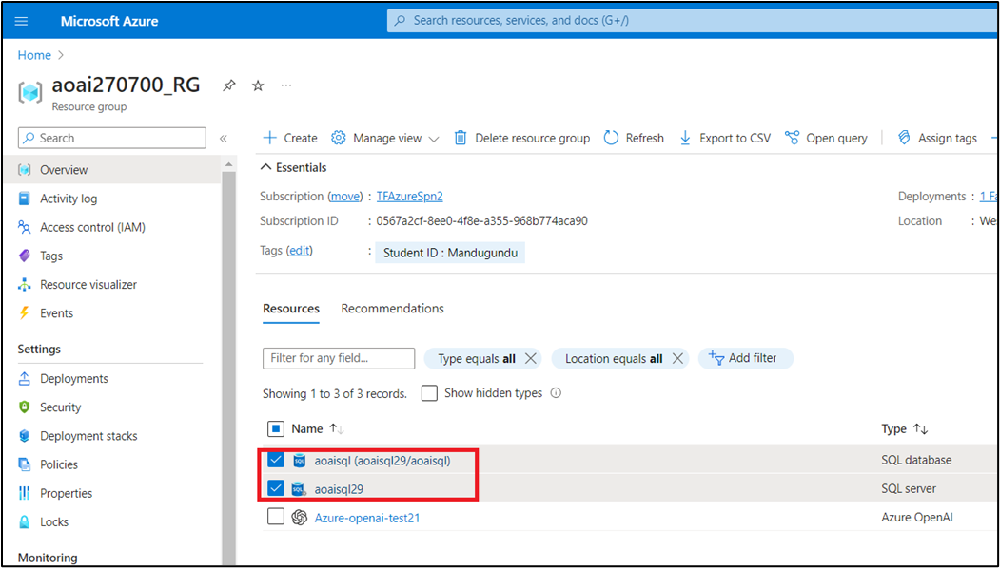 Microsoft Azure
Search resources, services, and docs (G+/)
Home
aoai270700_RG
Resource group
Search
Create
Manage view
Delete resource group
Refresh
Export to CSV
Open query
Assign tags
Overview
Activity log
Access control (IAM)
Tags
Resource visualizer
Events
Settings
Deployments
Security
Deployment stacks
Policies
Properties
Locks
Monitoring
Essentials
Subscription (move) : TFAzureSpn2
Deployments :
Subscription ID : 0567a2cf-8ee0-4f8e-a355-968b774aca90
Location :
Tags (edit) : Student ID : Mandugundu
Resources Recommendations
Filter for any field...
Type equals all
Location equals all
Add filter
Showing 1 to 3 of 3 records.
Show hidden types
Name
Type
aoaisql (aoaisql29/aoaisql)
SQL database
SQL
aoaisql29
SQL server
SQL
Azure-openai-test21
Azure OpenAI